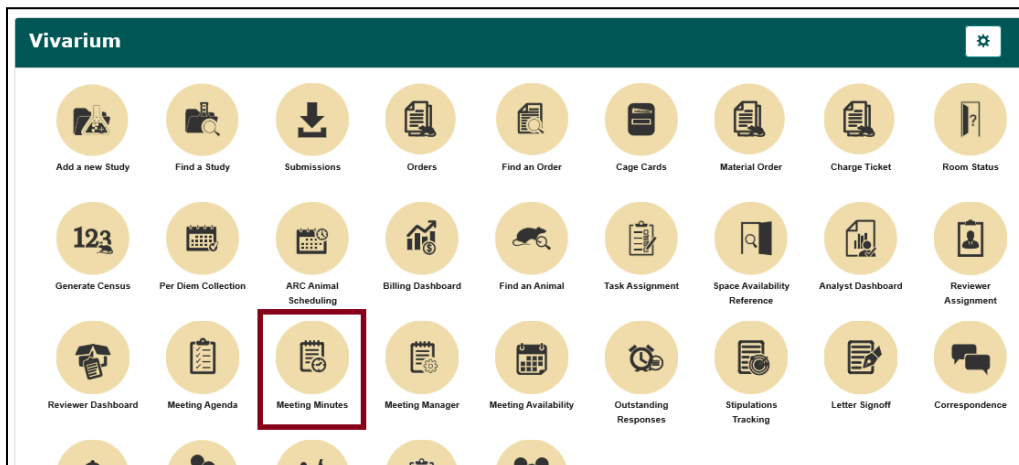 Vivarium
Add a new Study
Find a Study
Submissions
Orders
Find an Order
Cage Cards
Material Order
Charge Ticket
Room Status
?
123
Generate Census
Per Diem Collection
ARC Animal
Scheduling
Billing Dashboard
Find an Animal
Task Assignment
Space Availability
Reference
Analyst Dashboard
Reviewer
Assignment
Reviewer Dashboard
Meeting Agenda
Meeting Minutes
Meeting Manager
Meeting Availability
Outstanding
Responses
Stipulations
Tracking
Letter Signoff
Correspondence